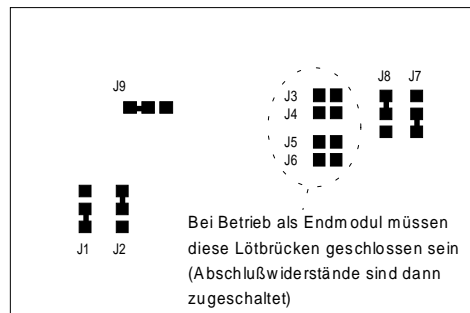 J9
J3
J4
J5
J6
J8 J7
J1 J2
Bei Betrieb als Endmodul müssen
diese Lötbrücken geschlossen sein
(Abschlußwiderstände sind dann
zugeschaltet)